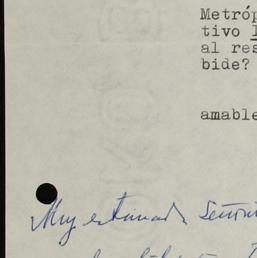 Metróp
tivo
al res
bide?
amable
Muy estimado Señor